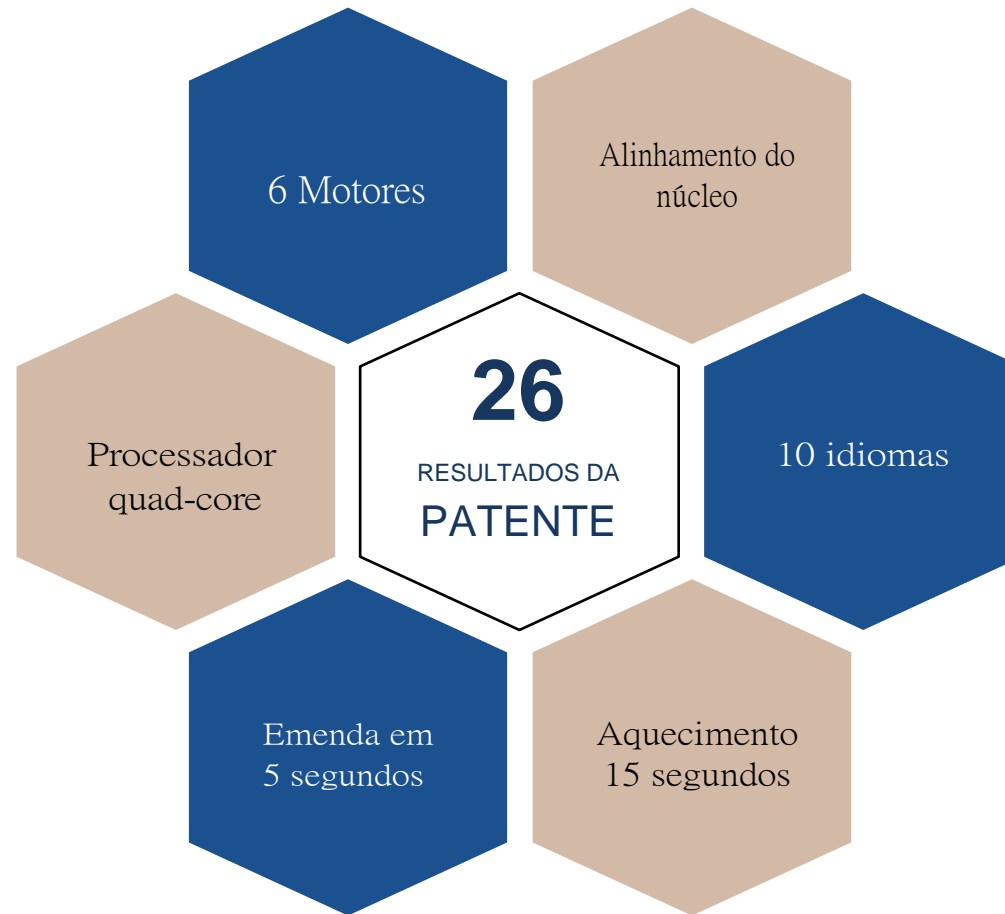 6 Motores
Alinhamento do
núcleo
Processador
quad-core
26
RESULTADOS DA
PATENTE
10 idiomas
Emenda em
5 segundos
Aquecimento
15 segundos